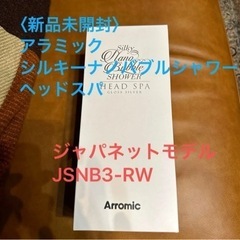 〈新品未開封〉
アラミック
シルキーナノバブルシャワー
ヘッドスパ
Silky
Nano
Bubble
SHOWER
HEAD SPA
GLOSS SILVER
ジャパネットモデル
JSNB3-RW
Arromic